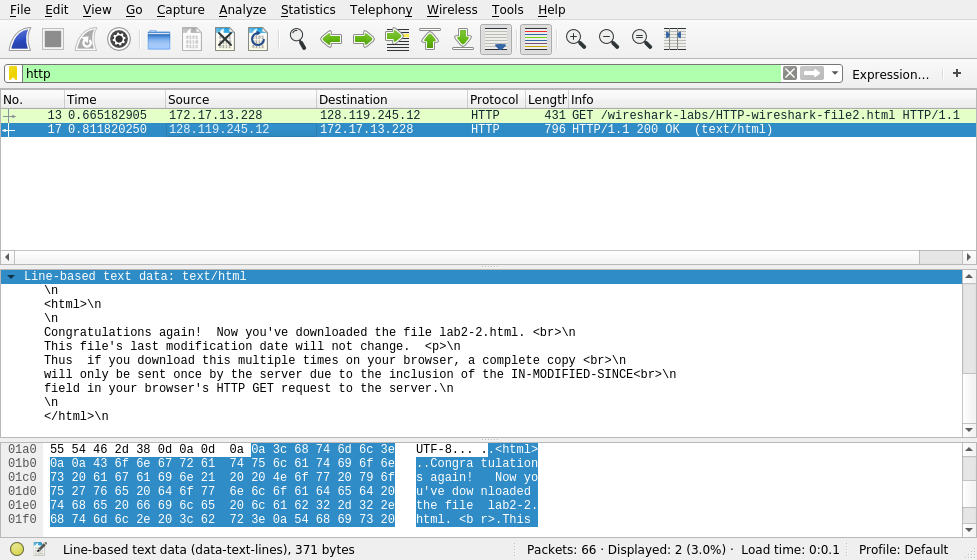 File Edit View Go Capture Analyze Statistics Telephony Wireless Tools Help
http Expression… +
No. Time Source Destination Protocol Length Info
13 0.665182905 172.17.13.228 128.119.245.12 HTTP 431 GET /wireshark-labs/HTTP-wireshark-file2.html HTTP/1.1
17 0.811820250 128.119.245.12 172.17.13.228 HTTP 796 HTTP/1.1 200 OK (text/html)
Line-based text data: text/html
\n
<html>\n
\n
Congratulations again!  Now you've downloaded the file lab2-2.html. <br>\n
This file's last modification date will not change.  <p>\n
Thus  if you download this multiple times on your browser, a complete copy <br>\n
will only be sent once by the server due to the inclusion of the IN-MODIFIED-SINCE<br>\n
field in your browser's HTTP GET request to the server.\n
\n
</html>\n
01a0 55 54 46 2d 38 0d 0a 0d 0a 0a 3c 68 74 6d 6c 3e UTF-8... ..<html>
01b0 0a 0a 43 6f 6e 67 72 61 74 75 6c 61 74 69 6f 6e ..Congra tulation
01c0 73 20 61 67 61 69 6e 21 20 20 4e 6f 77 20 79 6f s again!   Now yo
01d0 75 27 76 65 20 64 6f 77 6e 6c 6f 61 64 65 64 20 u've dow nloaded
01e0 74 68 65 20 66 69 6c 65 20 6c 61 62 32 2d 32 2e the file  lab2-2.
01f0 68 74 6d 6c 2e 20 3c 62 72 3e 0a 54 68 69 73 20 html. <b r>.This
Line-based text data (data-text-lines), 371 bytes Packets: 66 · Displayed: 2 (3.0%) · Load time: 0:0.1 Profile: Default